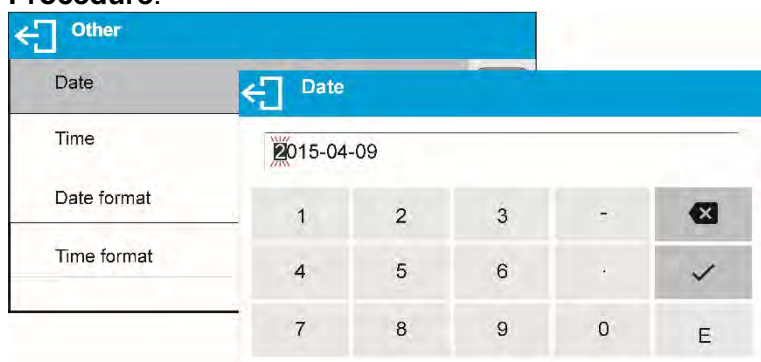 Procedure:
Other
Date
Time
Date format
Time format
Date
2015-04-09
1 2 3 -
4 5 6 .
7 8 9 0 E